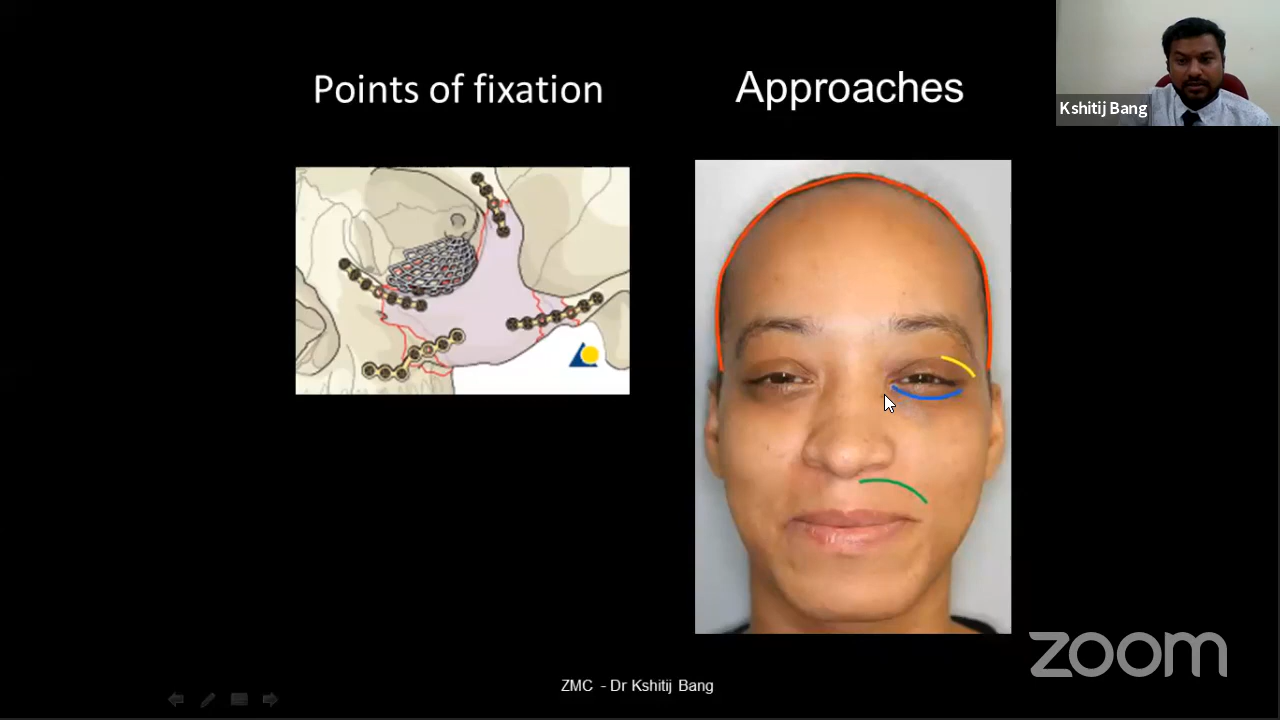 Points of fixation
Approaches
Kshitij Bang
zoom
ZMC - Dr Kshitij Bang